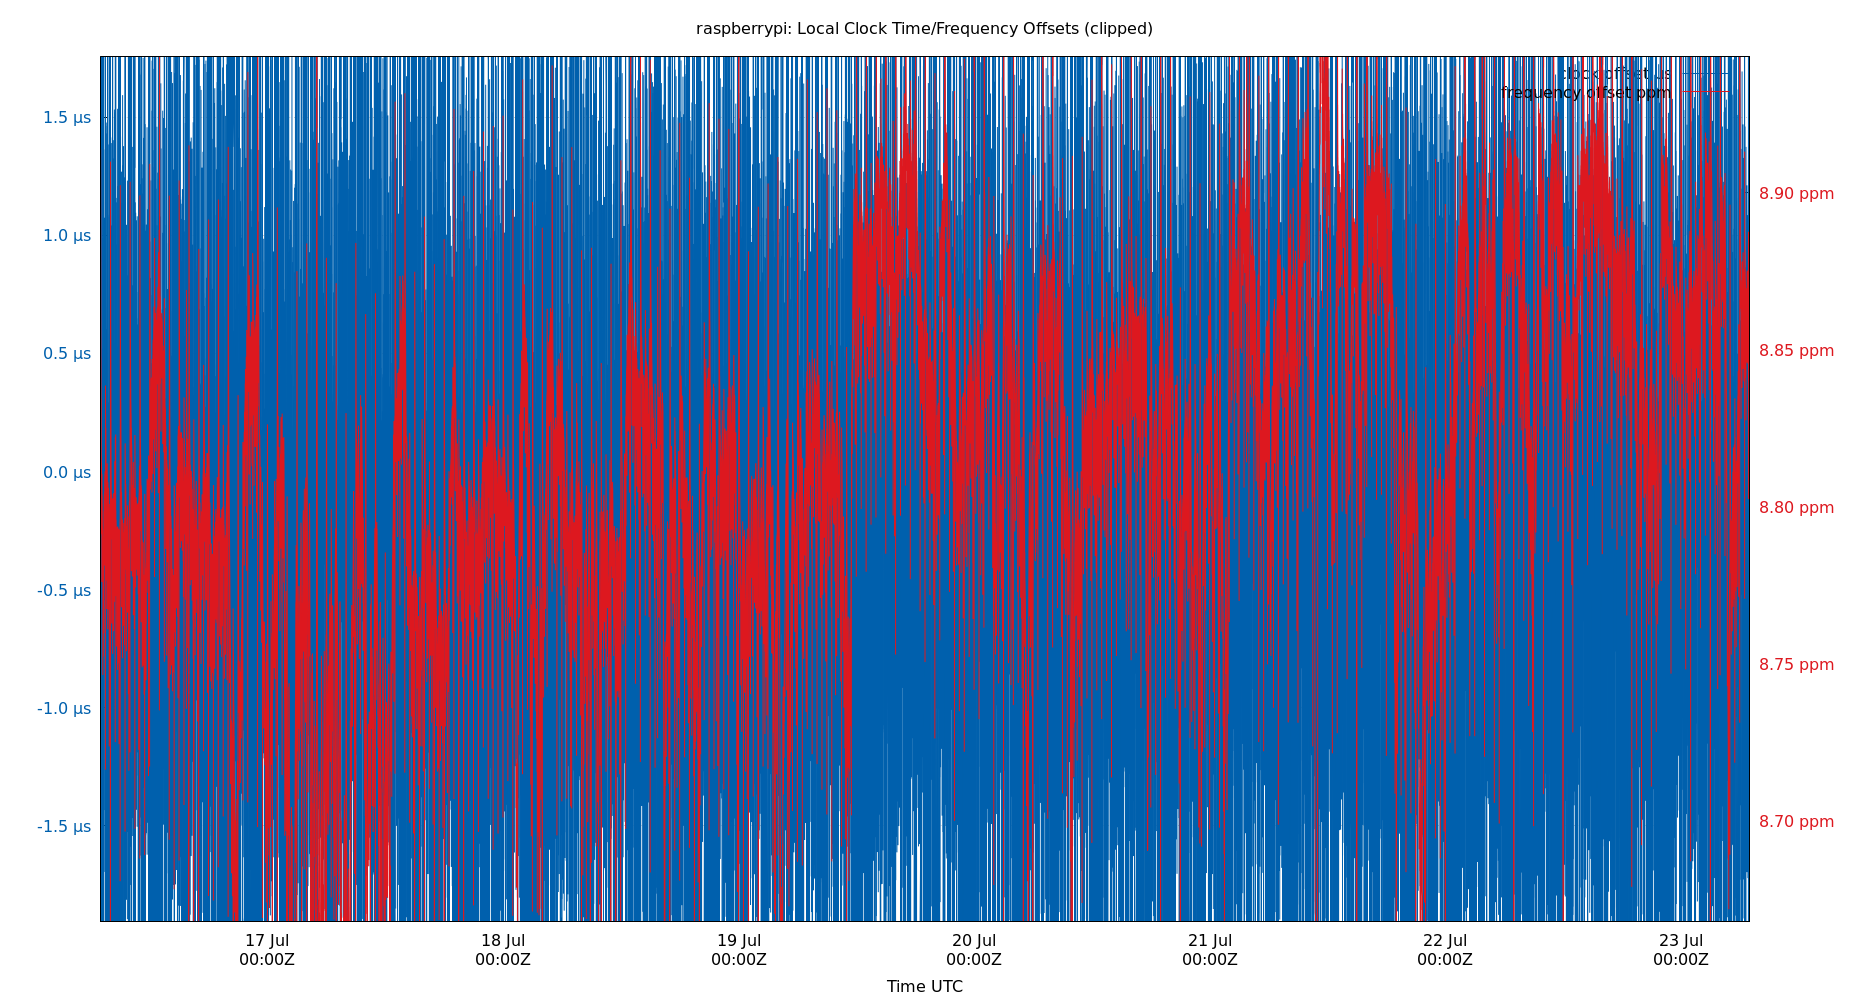 raspberrypi: Local Clock Time/Frequency Offsets (clipped)
clock offset µs
frequency offset ppm
1.5 µs
1.0 µs
0.5 µs
0.0 µs
-0.5 µs
-1.0 µs
-1.5 µs
8.90 ppm
8.85 ppm
8.80 ppm
8.75 ppm
8.70 ppm
17 Jul
00:00Z
18 Jul
00:00Z
19 Jul
00:00Z
20 Jul
00:00Z
21 Jul
00:00Z
22 Jul
00:00Z
23 Jul
00:00Z
Time UTC